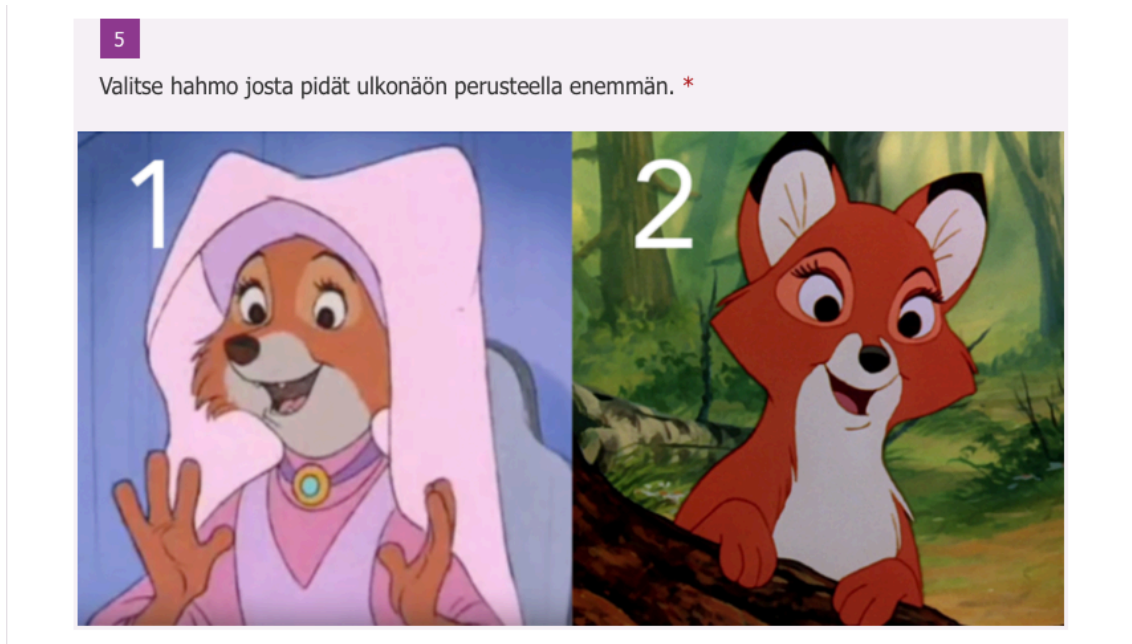 5
Valitse hahmo josta pidät ulkonäön perusteella enemmän. *
1 2